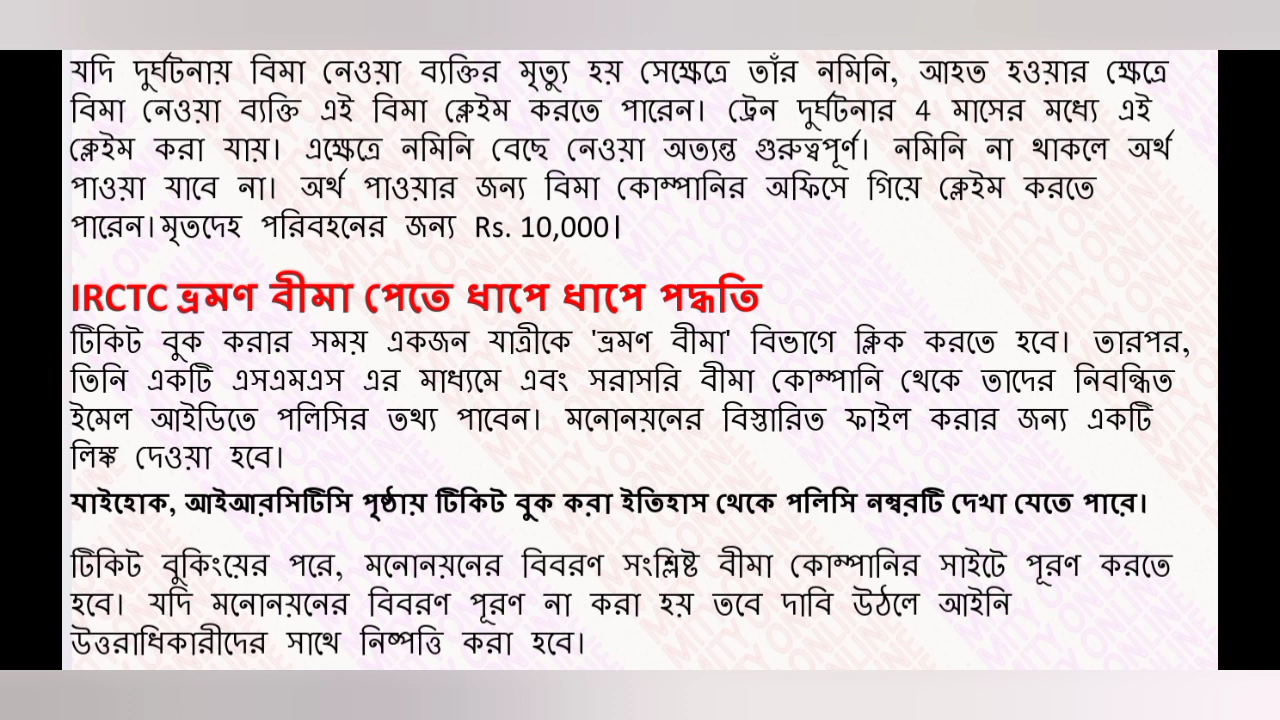 যদি দুর্ঘটনায় বিমা নেওয়া ব্যক্তির মৃত্যু হয় সেক্ষেত্রে তাঁর নমিনি, আহত হওয়ার ক্ষেত্রে
বিমা নেওয়া ব্যক্তি এই বিমা ক্লেইম করতে পারেন। ট্রেন দুর্ঘটনার 4 মাসের মধ্যে এই
ক্লেইম করা যায়। এক্ষেত্রে নমিনি বেছে নেওয়া অত্যন্ত গুরুত্বপূর্ণ। নমিনি না থাকলে অর্থ
পাওয়া যাবে না। অর্থ পাওয়ার জন্য বিমা কোম্পানির অফিসে গিয়ে ক্লেইম করতে
পারেন। মৃতদেহ পরিবহনের জন্য Rs. 10,000।
IRCTC ভ্রমণ বীমা পেতে ধাপে ধাপে পদ্ধতি
টিকিট বুক করার সময় একজন যাত্রীকে 'ভ্রমণ বীমা' বিভাগে ক্লিক করতে হবে। তারপর,
তিনি একটি এসএমএস এর মাধ্যমে এবং সরাসরি বীমা কোম্পানি থেকে তাদের নিবন্ধিত
ইমেল আইডিতে পলিসির তথ্য পাবেন। মনোনয়নের বিস্তারিত ফাইল করার জন্য একটি
লিঙ্ক দেওয়া হবে।
যাইহোক, আইআরসিটিসি পৃষ্ঠায় টিকিট বুক করা ইতিহাস থেকে পলিসি নম্বরটি দেখা যেতে পারে।
টিকিট বুকিংয়ের পরে, মনোনয়নের বিবরণ সংশ্লিষ্ট বীমা কোম্পানির সাইটে পূরণ করতে
হবে। যদি মনোনয়নের বিবরণ পূরণ না করা হয় তবে দাবি উঠলে আইনি
উত্তরাধিকারীদের সাথে নিষ্পত্তি করা হবে।